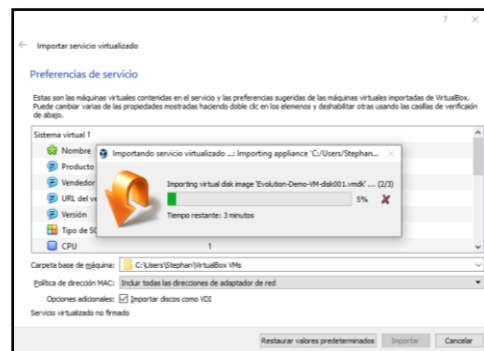 Importar servicio virtualizado
Preferencias de servicio
Estas son las máquinas virtuales contenidas en el servicio y las preferencias sugeridas de las máquinas virtuales importadas de VirtualBox.
Puede cambiar varias de las propiedades mostradas haciendo doble clic en los elemenos y deshabilitar otras usando las casillas de verificación
de abajo.
Sistema virtual 1
Nombre
Producto
Vendedor
URL del
Versión
Tipo de
CPU 1
Importando servicio virtualizado ...: Importing appliance 'C:/Users/Stephan...
Importing virtual disk image 'Evolution-Demo-VM-disk001.vmdk' ... (2/3)
5%
Tiempo restante: 3 minutos
Carpeta base de máquina: C:\Users\Stephan\VirtualBox VMs
Política de dirección MAC: Incluir todas las direcciones de adaptador de red
Opciones adicionales: Importar discos como VDI
Servicio virtualizado no firmado
Restaurar valores predeterminados Importar Cancelar